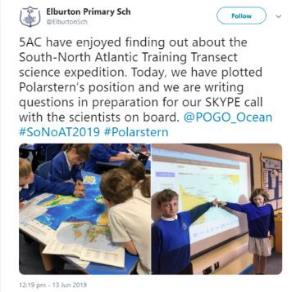 Elburton Primary Sch
@ElburtonSch
Follow
5AC have enjoyed finding out about the
South-North Atlantic Training Transect
science expedition. Today, we have plotted
Polarstern's position and we are writing
questions in preparation for our SKYPE call
with the scientists on board. @POGO_Ocean
#SoNoAT2019 #Polarstern
12:19 pm - 13 Jun 2019